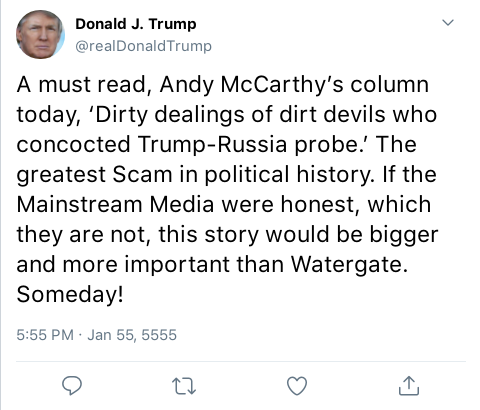 Donald J. Trump
@realDonaldTrump
A must read, Andy McCarthy’s column
today, ‘Dirty dealings of dirt devils who
concocted Trump-Russia probe.’ The
greatest Scam in political history. If the
Mainstream Media were honest, which
they are not, this story would be bigger
and more important than Watergate.
Someday!
5:55 PM · Jan 55, 5555